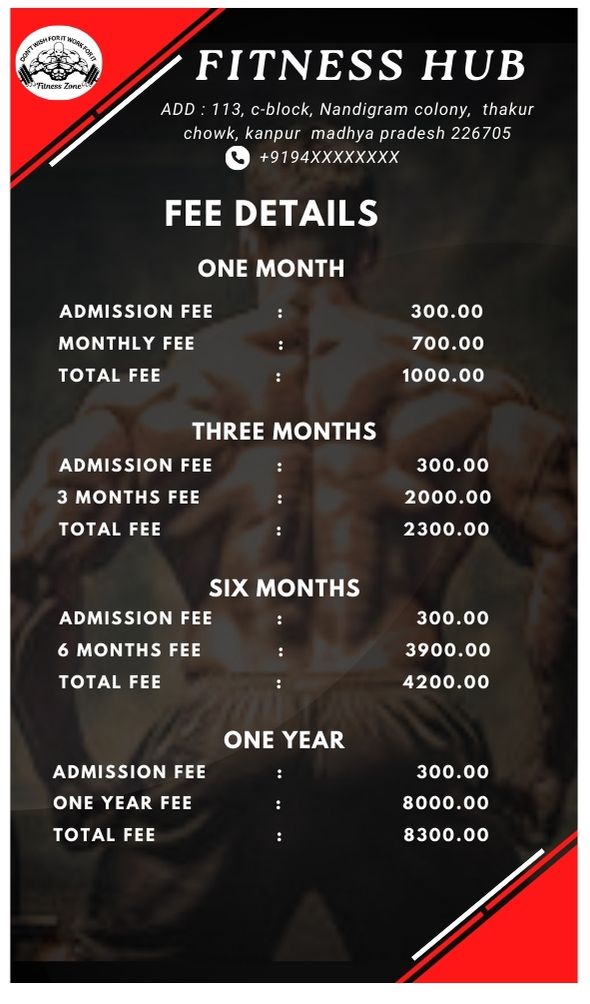 DON'T WISH FOR IT WORK FOR IT
Fitness Zone
FITNESS HUB
ADD : 113, c-block, Nandigram colony, thakur
chowk, kanpur madhya pradesh 226705
+9194XXXXXXXX
FEE DETAILS
ONE MONTH
ADMISSION FEE : 300.00
MONTHLY FEE : 700.00
TOTAL FEE : 1000.00
THREE MONTHS
ADMISSION FEE : 300.00
3 MONTHS FEE : 2000.00
TOTAL FEE : 2300.00
SIX MONTHS
ADMISSION FEE : 300.00
6 MONTHS FEE : 3900.00
TOTAL FEE : 4200.00
ONE YEAR
ADMISSION FEE : 300.00
ONE YEAR FEE : 8000.00
TOTAL FEE : 8300.00